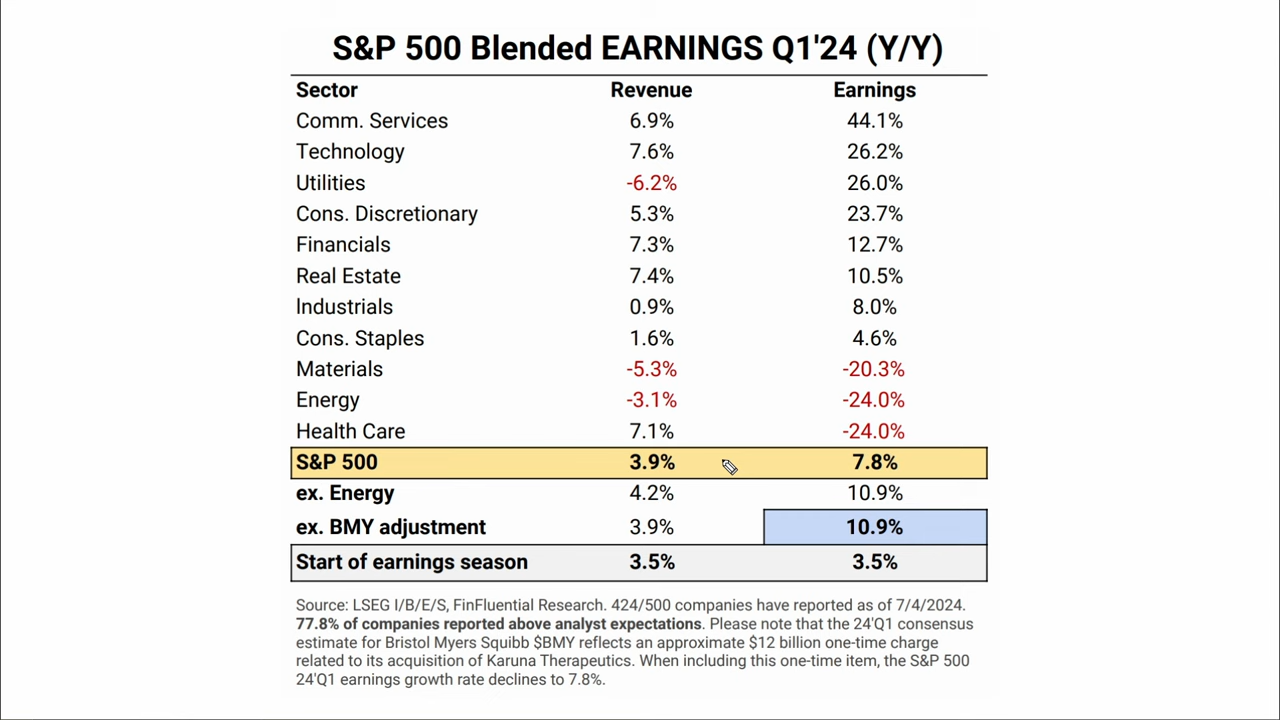 S&P 500 Blended EARNINGS Q1'24 (Y/Y)
Sector Revenue Earnings
Comm. Services 6.9% 44.1%
Technology 7.6% 26.2%
Utilities -6.2% 26.0%
Cons. Discretionary 5.3% 23.7%
Financials 7.3% 12.7%
Real Estate 7.4% 10.5%
Industrials 0.9% 8.0%
Cons. Staples 1.6% 4.6%
Materials -5.3% -20.3%
Energy -3.1% -24.0%
Health Care 7.1% -24.0%
S&P 500 3.9% 7.8%
ex. Energy 4.2% 10.9%
ex. BMY adjustment 3.9% 10.9%
Start of earnings season 3.5% 3.5%
Source: LSEG I/B/E/S, FinFluential Research. 424/500 companies have reported as of 7/4/2024.
77.8% of companies reported above analyst expectations. Please note that the 24'Q1 consensus
estimate for Bristol Myers Squibb $BMY reflects an approximate $12 billion one-time charge
related to its acquisition of Karuna Therapeutics. When including this one-time item, the S&P 500
24'Q1 earnings growth rate declines to 7.8%.